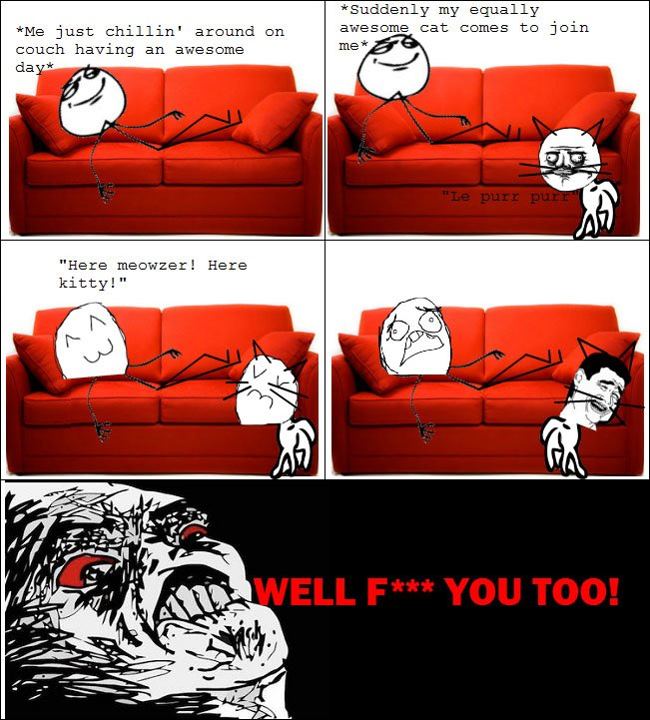 *Me just chillin' around on
couch having an awesome
day*
*Suddenly my equally
awesome cat comes to join
me*
"Le purr purr"
"Here meowzer! Here
kitty!"
WELL F*** YOU TOO!